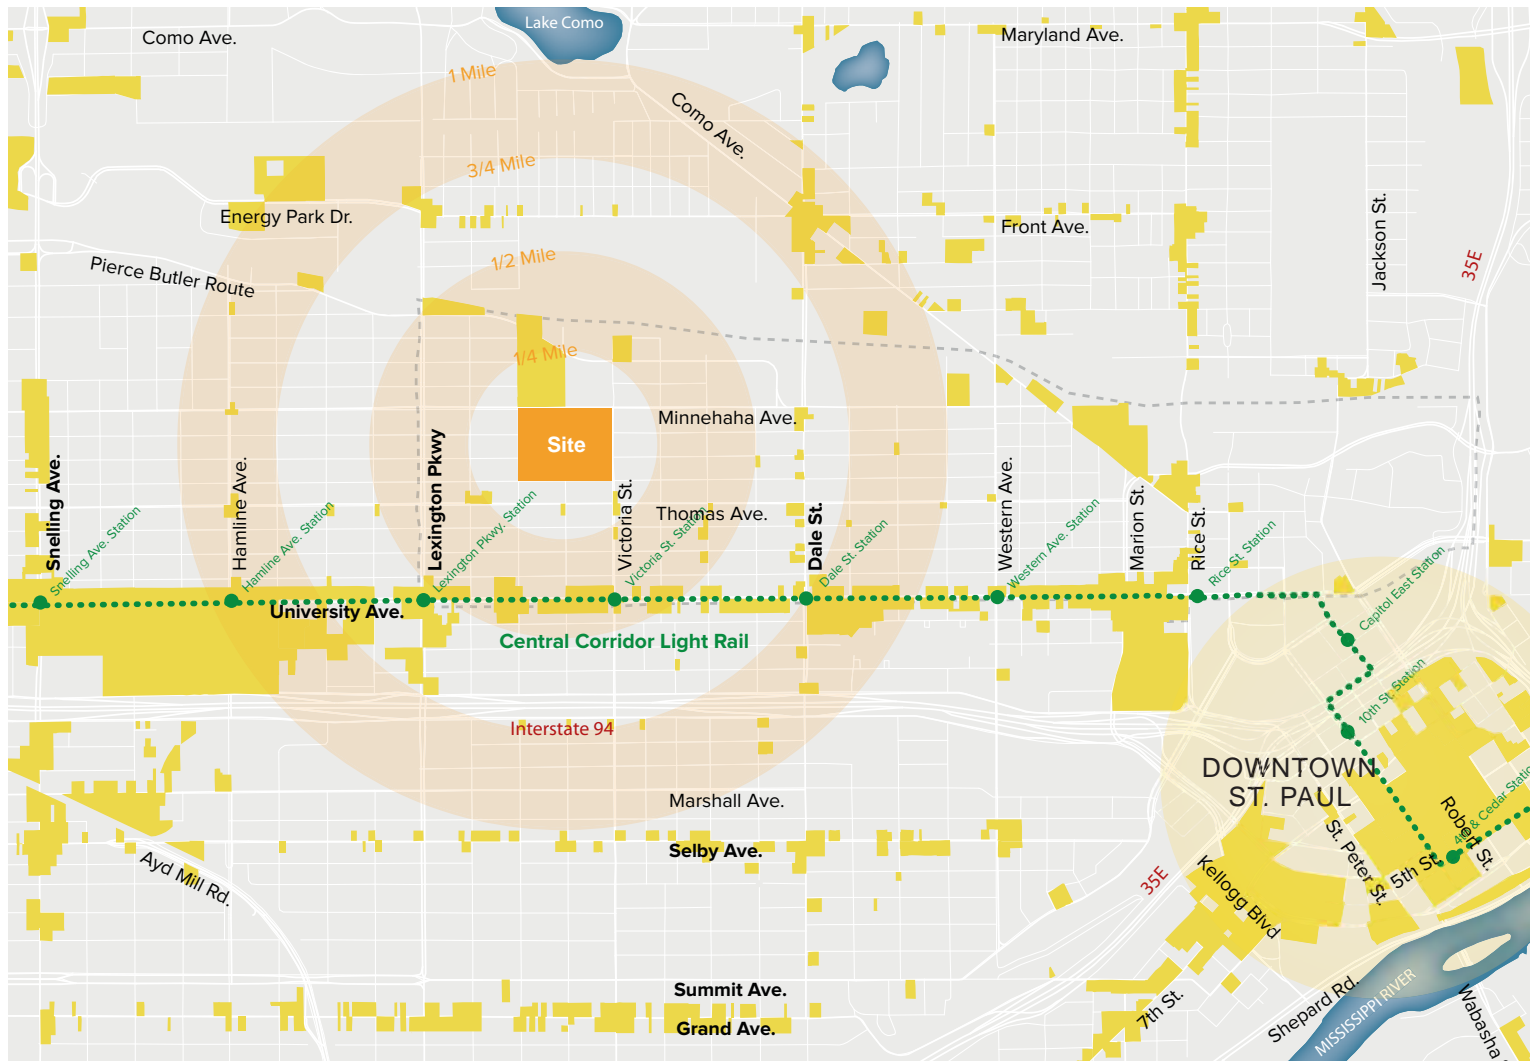 Lake Como
Como Ave.
Maryland Ave.
1 Mile
Como Ave.
3/4 Mile
Energy Park Dr.
Front Ave.
Jackson St.
35E
Pierce Butler Route
1/2 Mile
1/4 Mile
Minnehaha Ave.
Site
Snelling Ave.
Hamline Ave.
Lexington Pkwy
Victoria St.
Thomas Ave.
Dale St.
Western Ave.
Marion St.
Rice St.
Snelling Ave. Station
Hamline Ave. Station
Lexington Pkwy. Station
Victoria St. Station
Dale St. Station
Western Ave. Station
Rice St. Station
Capitol East Station
University Ave.
Central Corridor Light Rail
10th St. Station
Interstate 94
DOWNTOWN
ST. PAUL
Marshall Ave.
4th & Cedar Statio
Robert St.
St. Peter St.
5th St.
Selby Ave.
Ayd Mill Rd.
35E
Kellogg Blvd
Summit Ave.
Grand Ave.
7th St.
Shepard Rd.
MISSISSIPPI RIVER
Wabasha